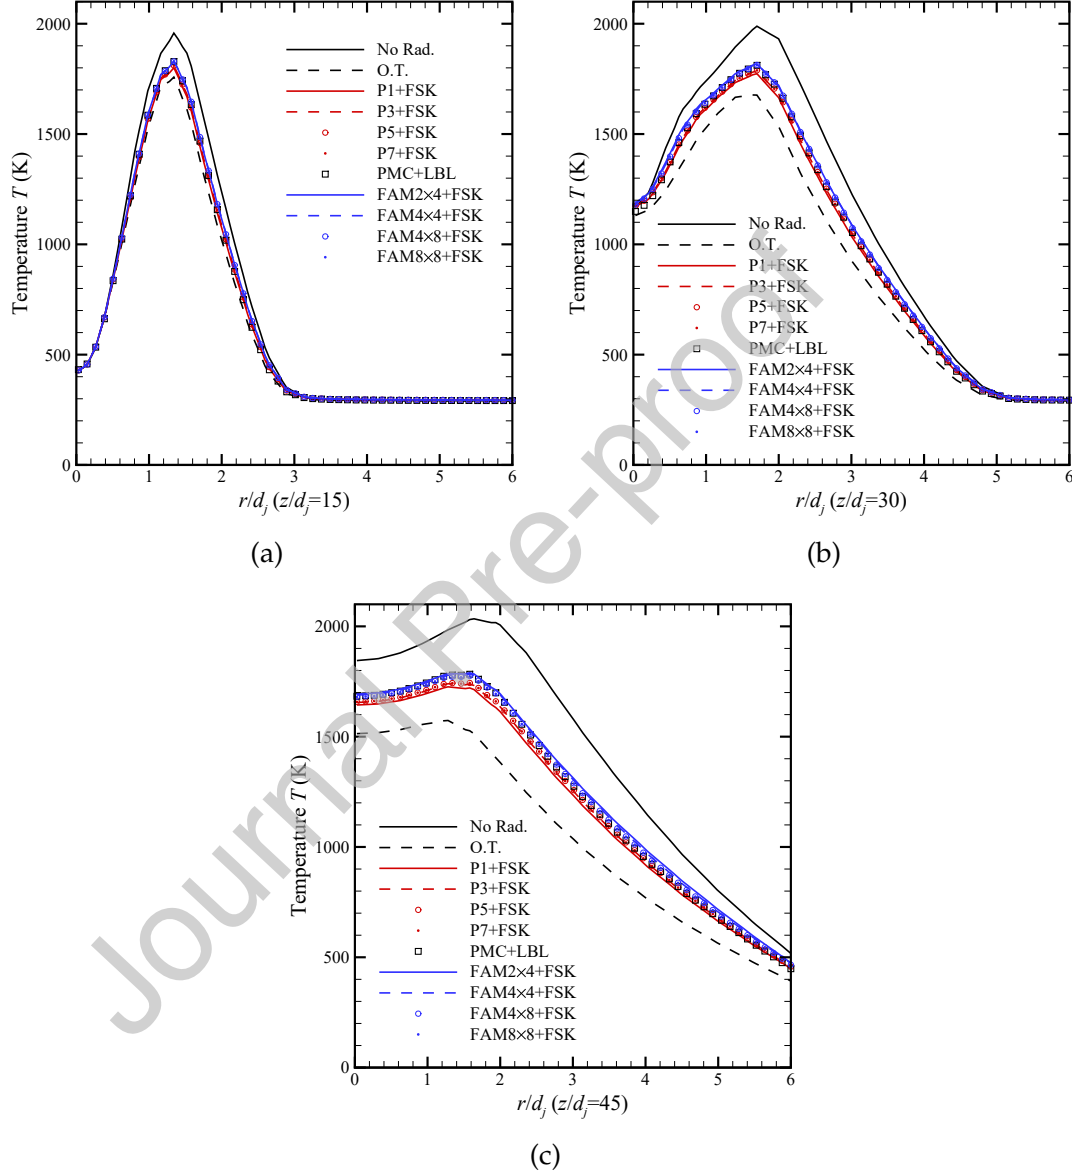 2000
1500
1000
500
0
Temperature T (K)
0 1 2 3 4 5 6
r/dj (z/dj=15)
No Rad.
O.T.
P1+FSK
P3+FSK
P5+FSK
P7+FSK
PMC+LBL
FAM2×4+FSK
FAM4×4+FSK
FAM4×8+FSK
FAM8×8+FSK
(a)
2000
1500
1000
500
0
Temperature T (K)
0 1 2 3 4 5 6
r/dj (z/dj=30)
No Rad.
O.T.
P1+FSK
P3+FSK
P5+FSK
P7+FSK
PMC+LBL
FAM2×4+FSK
FAM4×4+FSK
FAM4×8+FSK
FAM8×8+FSK
(b)
2000
1500
1000
500
0
Temperature T (K)
0 1 2 3 4 5 6
r/dj (z/dj=45)
No Rad.
O.T.
P1+FSK
P3+FSK
P5+FSK
P7+FSK
PMC+LBL
FAM2×4+FSK
FAM4×4+FSK
FAM4×8+FSK
FAM8×8+FSK
(c)
Journal Pre-proof